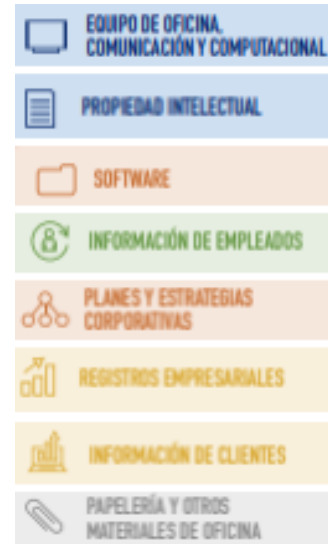 EQUIPO DE OFICINA,
COMUNICACIÓN Y COMPUTACIONAL
PROPIEDAD INTELECTUAL
SOFTWARE
INFORMACIÓN DE EMPLEADOS
PLANES Y ESTRATEGIAS
CORPORATIVAS
REGISTROS EMPRESARIALES
INFORMACIÓN DE CLIENTES
PAPELERÍA Y OTROS
MATERIALES DE OFICINA